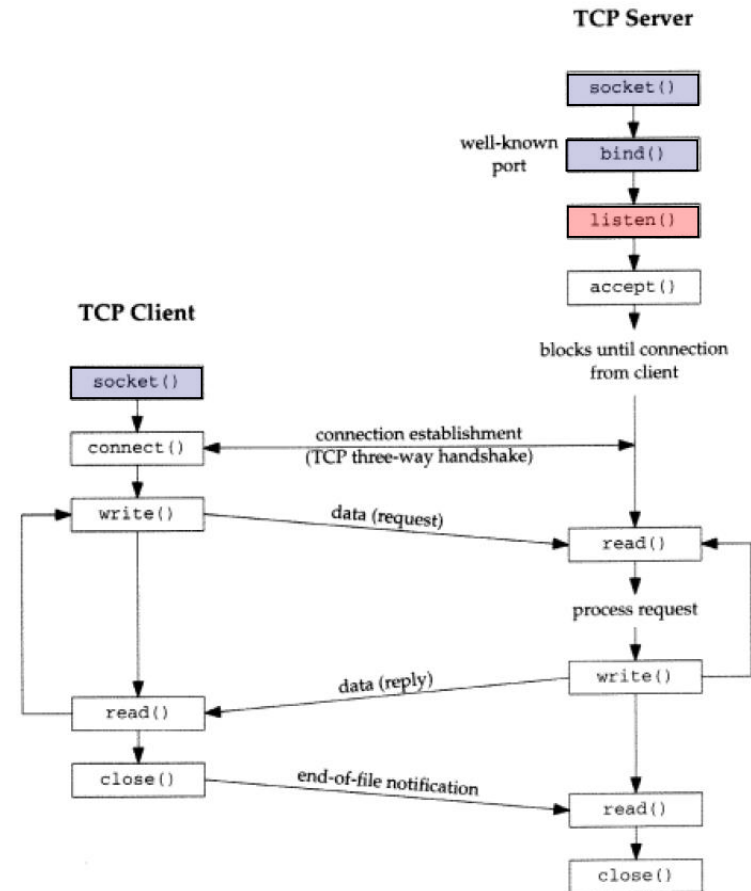 TCP Server
socket()
well-known
port
bind()
listen()
accept()
blocks until connection
from client
TCP Client
socket()
connect()
connection establishment
(TCP three-way handshake)
write()
data (request)
read()
process request
write()
data (reply)
read()
close()
end-of-file notification
read()
close()